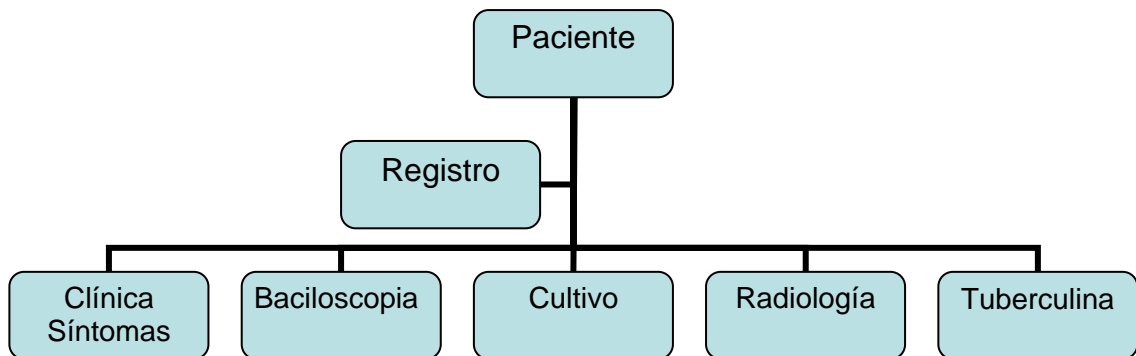 Paciente
Registro
Clínica
Síntomas
Baciloscopia
Cultivo
Radiología
Tuberculina